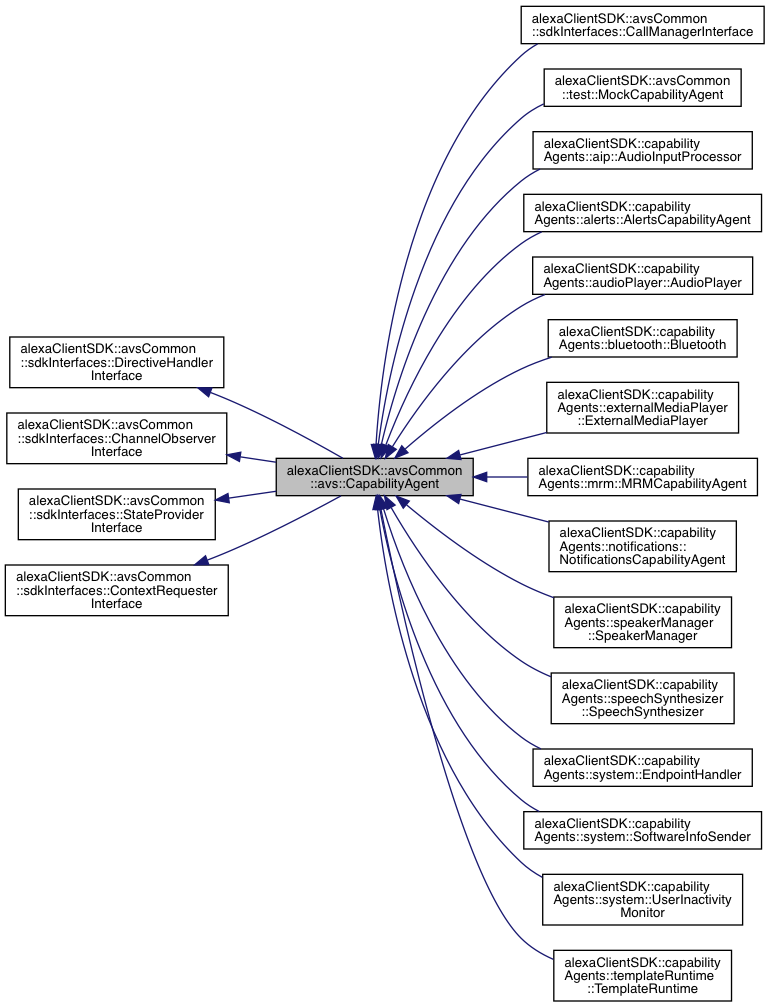 alexaClientSDK::avsCommon
::sdkInterfaces::DirectiveHandler
Interface
alexaClientSDK::avsCommon
::sdkInterfaces::ChannelObserver
Interface
alexaClientSDK::avsCommon
::sdkInterfaces::StateProvider
Interface
alexaClientSDK::avsCommon
::sdkInterfaces::ContextRequester
Interface
alexaClientSDK::avsCommon
::avs::CapabilityAgent
alexaClientSDK::avsCommon
::sdkInterfaces::CallManagerInterface
alexaClientSDK::avsCommon
::test::MockCapabilityAgent
alexaClientSDK::capability
Agents::aip::AudioInputProcessor
alexaClientSDK::capability
Agents::alerts::AlertsCapabilityAgent
alexaClientSDK::capability
Agents::audioPlayer::AudioPlayer
alexaClientSDK::capability
Agents::bluetooth::Bluetooth
alexaClientSDK::capability
Agents::externalMediaPlayer
::ExternalMediaPlayer
alexaClientSDK::capability
Agents::mrm::MRMCapabilityAgent
alexaClientSDK::capability
Agents::notifications::
NotificationsCapabilityAgent
alexaClientSDK::capability
Agents::speakerManager
::SpeakerManager
alexaClientSDK::capability
Agents::speechSynthesizer
::SpeechSynthesizer
alexaClientSDK::capability
Agents::system::EndpointHandler
alexaClientSDK::capability
Agents::system::SoftwareInfoSender
alexaClientSDK::capability
Agents::system::UserInactivity
Monitor
alexaClientSDK::capability
Agents::templateRuntime
::TemplateRuntime